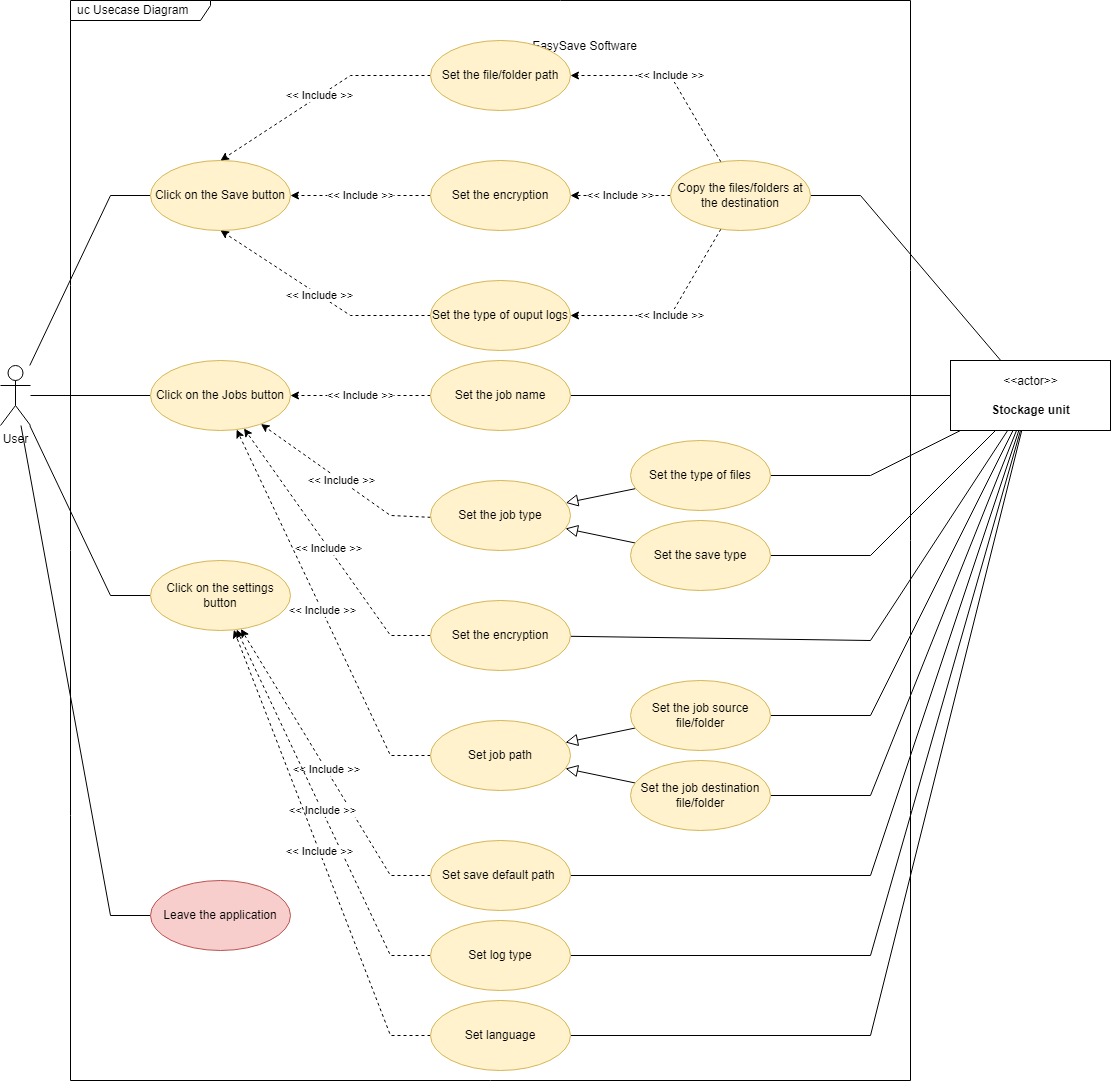 uc Usecase Diagram
EasySave Software
Set the file/folder path
<< Include >>
<< Include >>
Click on the Save button
<< Include >>
Set the encryption
<< Include >>
Copy the files/folders at
the destination
<< Include >>
Set the type of ouput logs
<< Include >>
User
Click on the Jobs button
<< Include >>
Set the job name
<<actor>>
Stockage unit
<< Include >>
Set the job type
Set the type of files
Set the save type
<< Include >>
Click on the settings
button
<< Include >>
Set the encryption
Set job path
Set the job source
file/folder
Set the job destination
file/folder
<< Include >>
<< Include >>
<< Include >>
Set save default path
Leave the application
Set log type
Set language